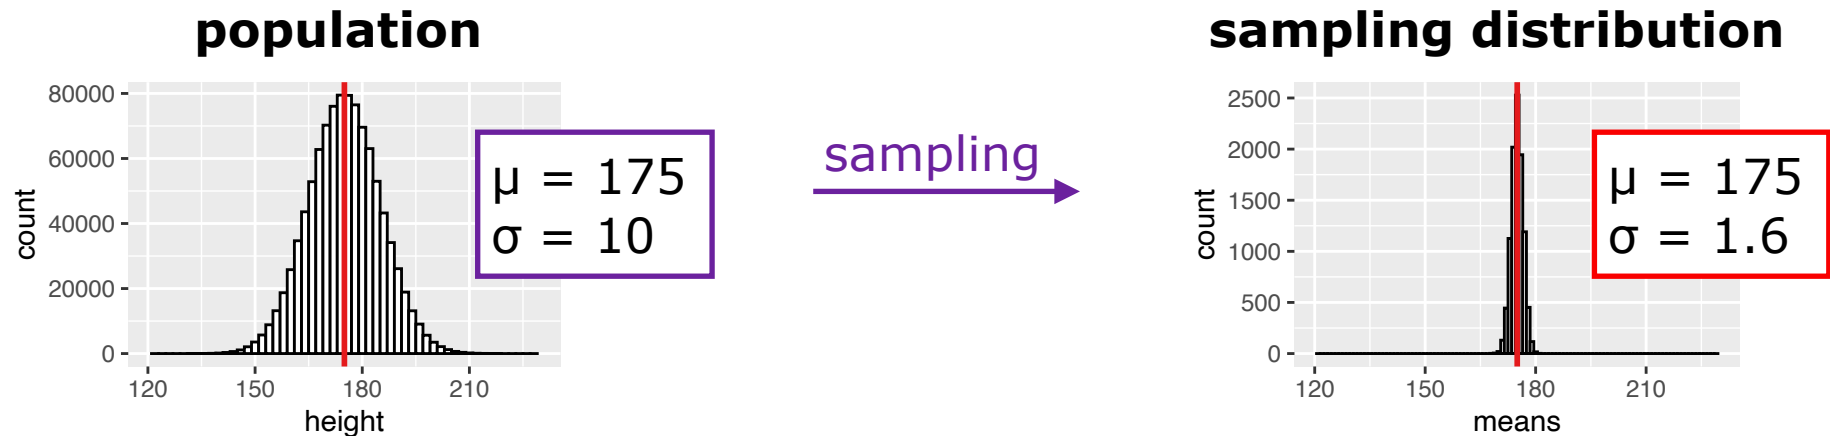 population
sampling distribution
80000
60000
40000
20000
0
count
120 150 180 210
height
μ = 175
σ = 10
sampling
2500
2000
1500
1000
500
0
count
120 150 180 210
means
μ = 175
σ = 1.6